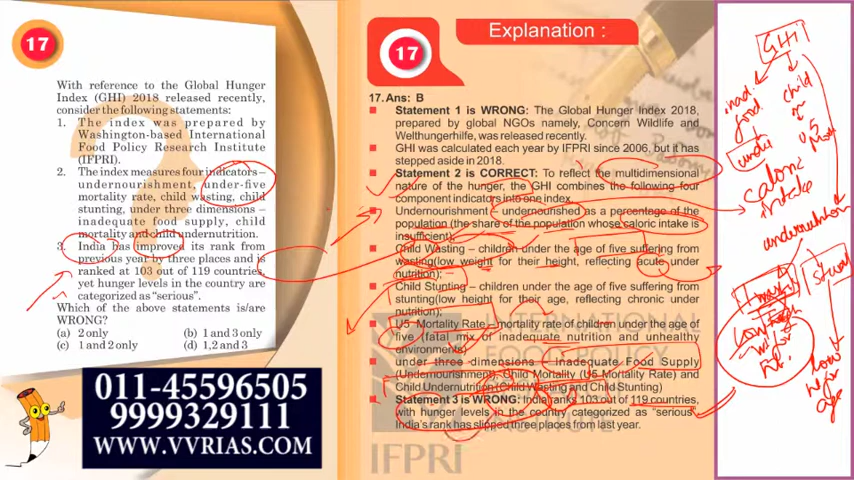 17
With reference to the Global Hunger
Index (GHI) 2018 released recently,
consider the following statements:
1. The index was prepared by
Washington-based International
Food Policy Research Institute
(IFPRI).
2. The index measures four indicators–
undernourishment, under-five
mortality rate, child wasting, child
stunting, under three dimensions –
inadequate food supply, child
mortality and child undernutrition.
3. India has improved its rank from
previous year by three places and is
ranked at 103 out of 119 countries,
yet hunger levels in the country are
categorized as “serious”.
Which of the above statements is/are
WRONG?
(a) 2 only (b) 1 and 3 only
(c) 1 and 2 only (d) 1,2 and 3
011-45596505
9999329111
WWW.VVRIAS.COM
Explanation :
17
17. Ans: B
Statement 1 is WRONG: The Global Hunger Index 2018,
prepared by global NGOs namely, Concern Wildlife and
Welthungerhilfe, was released recently.
GHI was calculated each year by IFPRI since 2006, but it has
stepped aside in 2018.
Statement 2 is CORRECT: To reflect the multidimensional
nature of the hunger, the GHI combines the following four
component indicators into one index.
Undernourishment – undernourished as a percentage of the
population (the share of the population whose caloric intake is
insufficient);
Child Wasting – children under the age of five suffering from
wasting(low weight for their height, reflecting acute under
nutrition);
Child Stunting - children under the age of five suffering from
stunting(low height for their age, reflecting chronic under
nutrition);
U5 Mortality Rate – mortality rate of children under the age of
five (fatal mix of inadequate nutrition and unhealthy
environments)
under three dimensions – Inadequate Food Supply
(Undernourishment), Child Mortality (U5 Mortality Rate) and
Child Undernutrition (Child Wasting and Child Stunting)
Statement 3 is WRONG: India ranks 103 out of 119 countries,
with hunger levels in the country categorized as “serious”
India’s rank has slipped three places from last year.
IFPRI
GHI
inad.
food
child
or
U5
Mort
calorie
intake
undernutrition
low
age